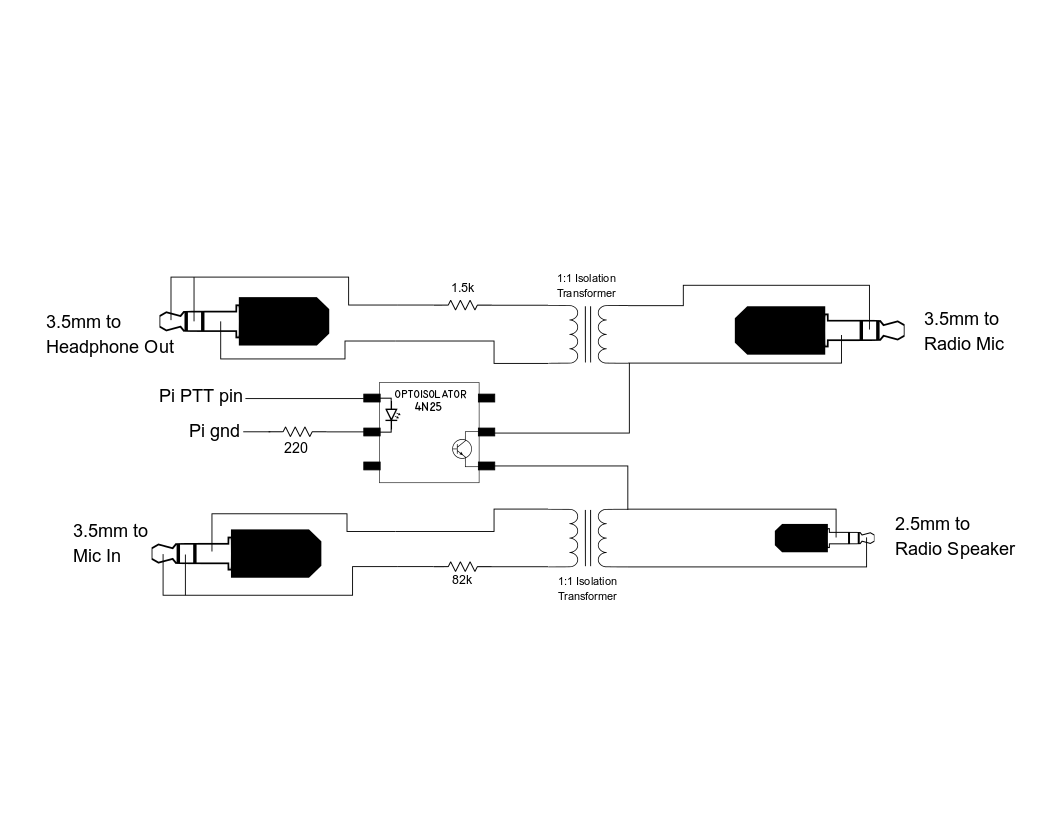 1:1 Isolation
Transformer
1.5k
3.5mm to
Headphone Out
3.5mm to
Radio Mic
OPTOISOLATOR
4N25
Pi PTT pin
Pi gnd
220
3.5mm to
Mic In
2.5mm to
Radio Speaker
82k
1:1 Isolation
Transformer